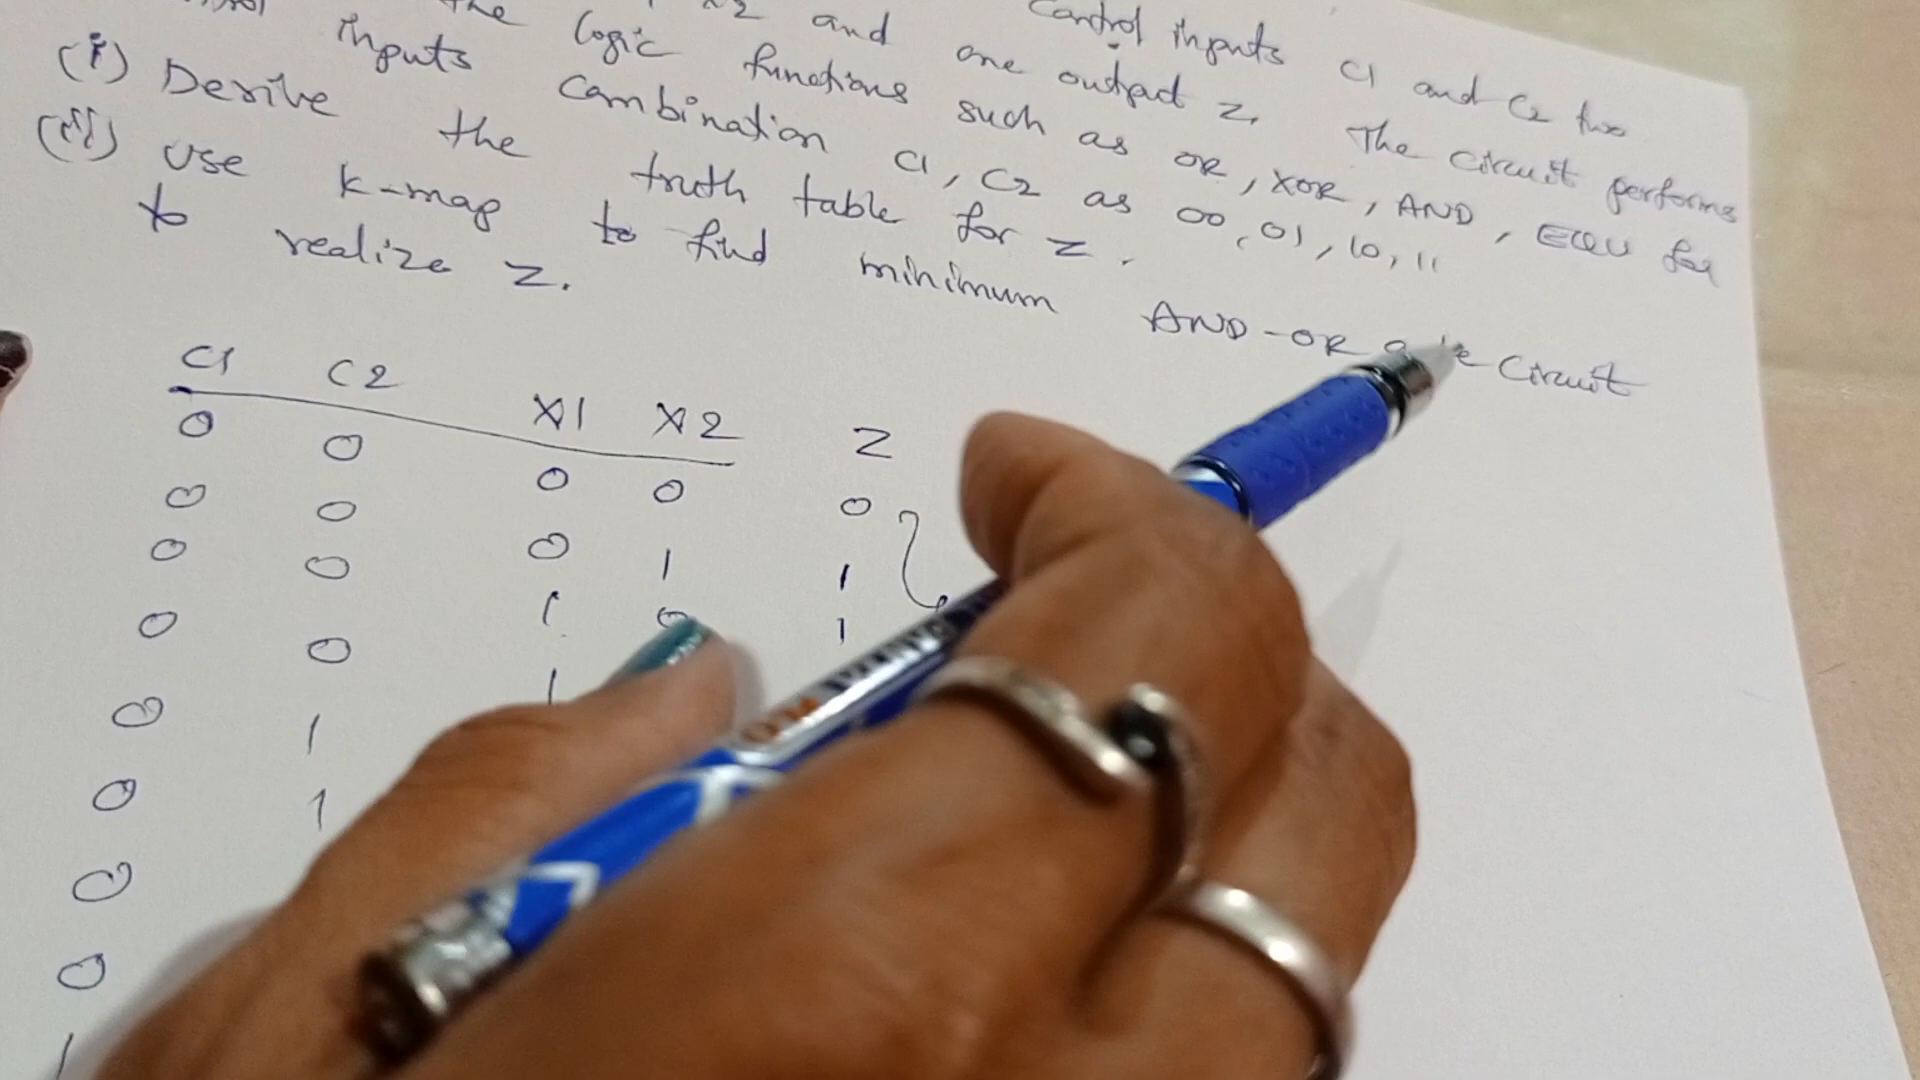 the x2 and control inputs c1 and c2 two
inputs logic functions one output z. The circuit performs
(i) Derive combination such as OR, XOR, AND, EQU for
(ii) use the truth table for z. c1, c2 as 00, 01, 10, 11
to k-map to find minimum AND-OR Circuit
realize z.
C1 C2 X1 X2 Z
0 0 0 0 0
0 0 0 1 1
0 0 1 0 1
0 0 1
0 1
0 1
0
0
1